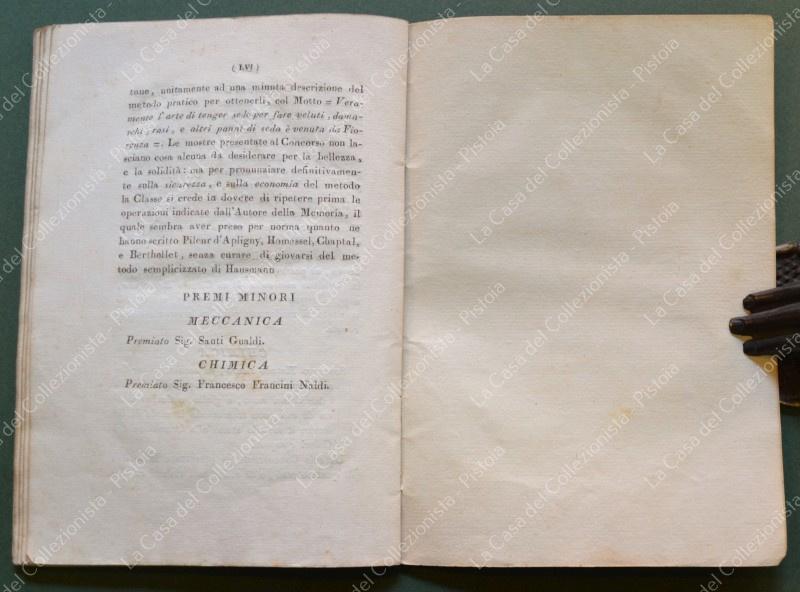 ( LVI )
tone, unitamente ad una minuta descrizione del
metodo pratico per ottenerli, col Motto = Vera-
mente l'arte di tenger sede per fare veluti, dama-
schi, rasi, e altri panni di seda è venuta da Fio-
renza =. Le mostre presentate al Concorso non la-
sciano cosa alcuna da desiderare per la bellezza,
e la solidità: ma per pronunziare definitivamente
sulla sicurezza, e sulla economia del metodo
la Classe si crede in dovere di ripetere prima le
operazioni indicate dall'Autore della Memoria, il
quale sembra aver preso per norma quanto ne
hanno scritto Pileur d'Apligny, Homassel, Chaptal,
e Berthollet, senza curare di giovarsi del me-
todo semplicizzato di Hausmann.
PREMI MINORI
MECCANICA
Premiato Sig. Santi Gualdi.
CHIMICA
Premiato Sig. Francesco Francini Naldi.
La Casa del Collezionista - Pistoia